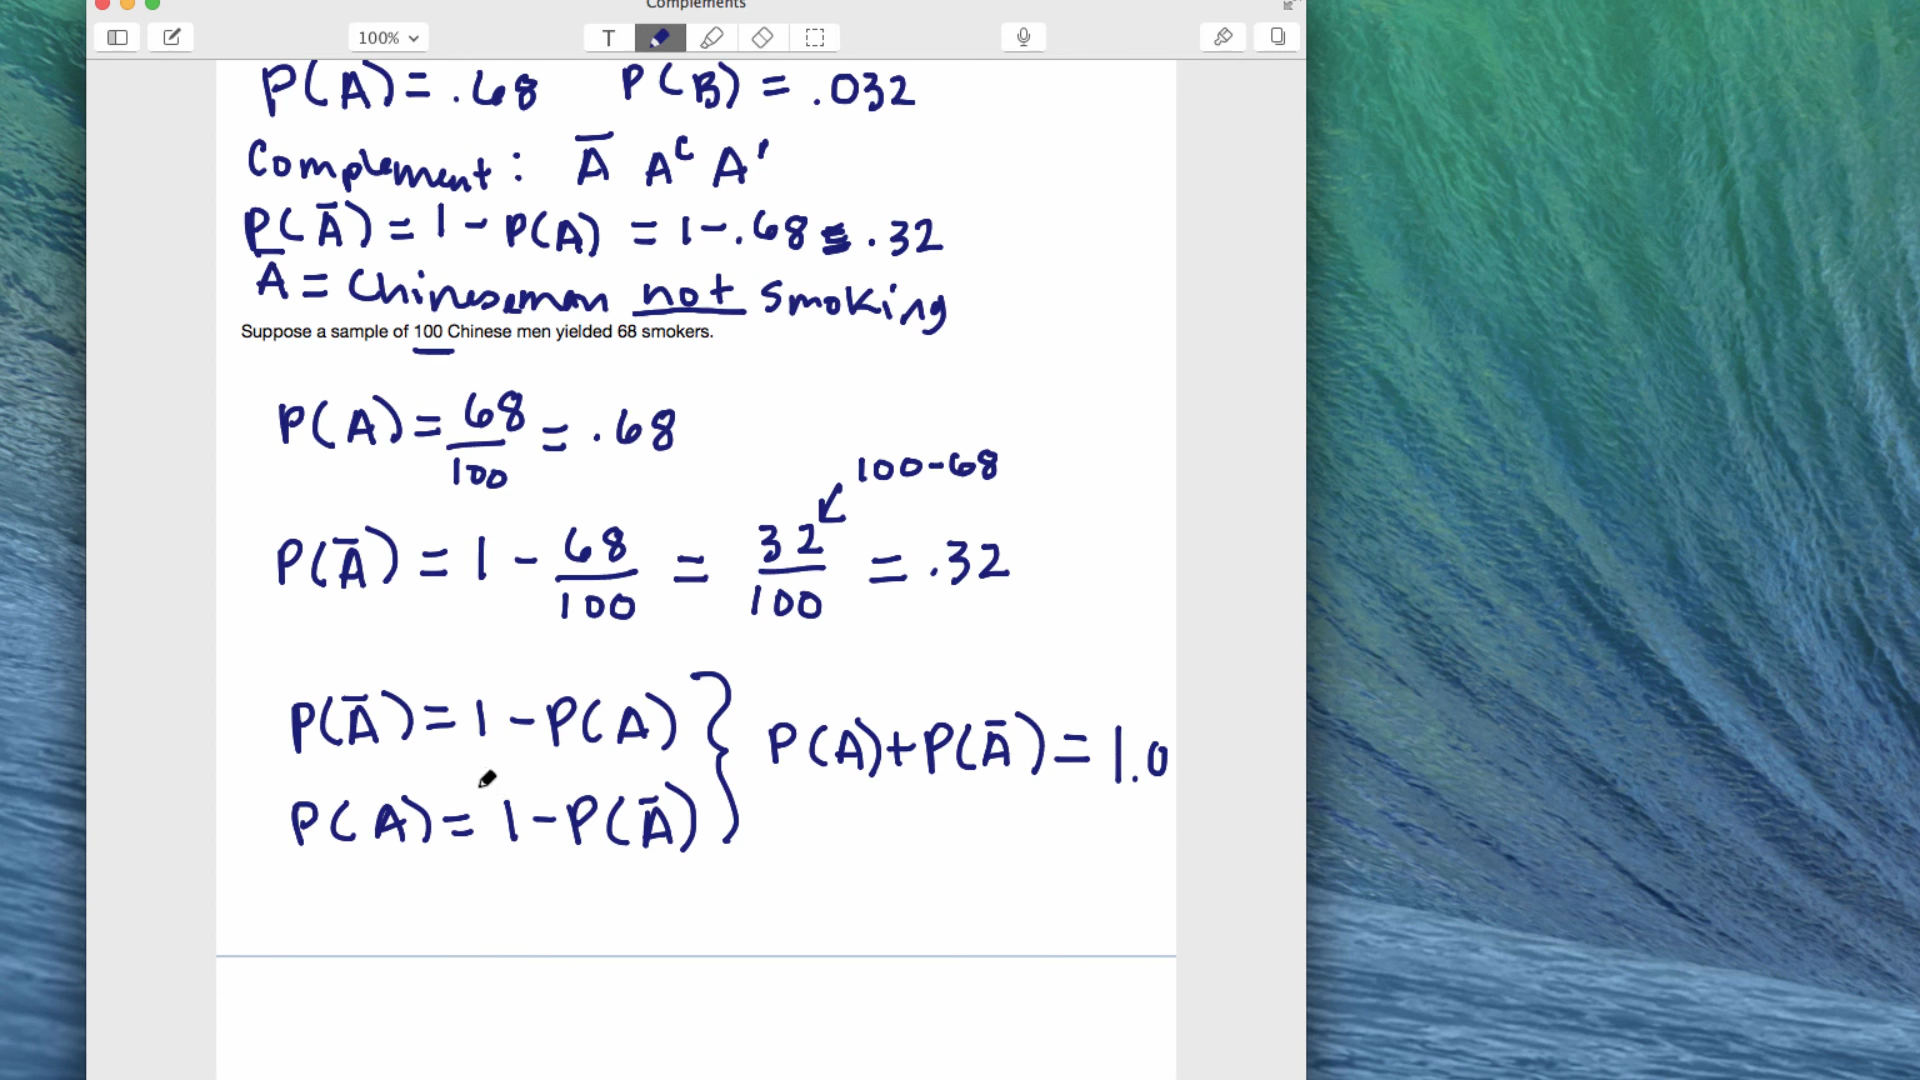 Complements
100%
T
P(A) = .68 P(B) = .032
Complement: A̅ Aᶜ A'
P(A̅) = 1 - P(A) = 1 - .68 = .32
A̅ = Chineseman not smoking
Suppose a sample of 100 Chinese men yielded 68 smokers.
P(A) = 68/100 = .68
100-68
P(A̅) = 1 - 68/100 = 32/100 = .32
P(A̅) = 1 - P(A)
P(A) + P(A̅) = 1.0
P(A) = 1 - P(A̅)